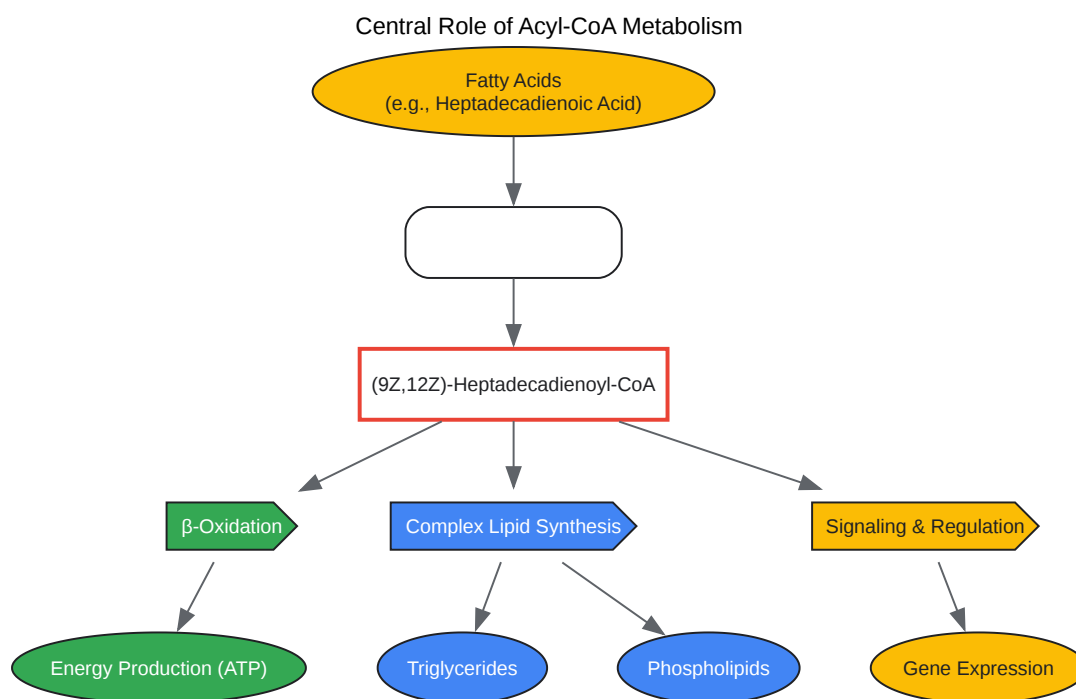 Central Role of Acyl-CoA Metabolism
Fatty Acids
(e.g., Heptadecadienoic Acid)
(9Z,12Z)-Heptadecadienoyl-CoA
β-Oxidation
Complex Lipid Synthesis
Signaling & Regulation
Energy Production (ATP)
Triglycerides
Phospholipids
Gene Expression